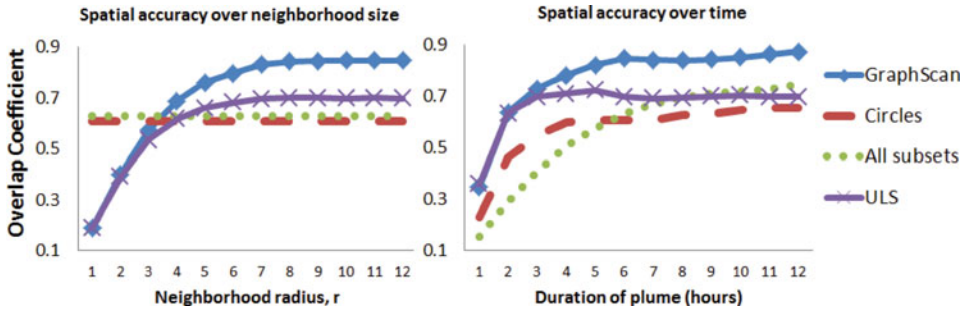 Spatial accuracy over neighborhood size
Overlap Coefficient
0.9
0.7
0.5
0.3
0.1
1 2 3 4 5 6 7 8 9 10 11 12
Neighborhood radius, r
Spatial accuracy over time
0.9
0.7
0.5
0.3
0.1
1 2 3 4 5 6 7 8 9 10 11 12
Duration of plume (hours)
GraphScan
Circles
All subsets
ULS